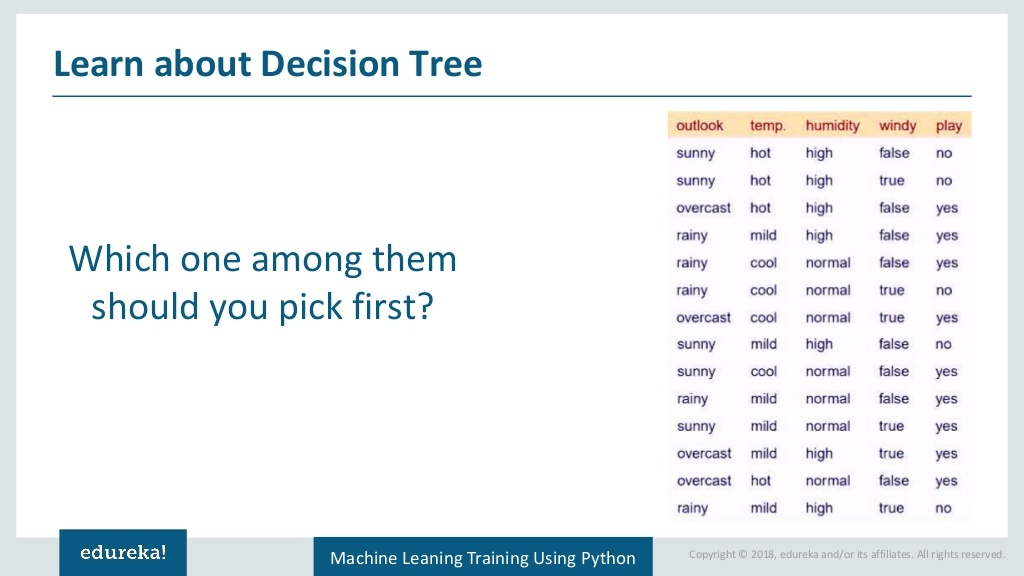 Learn about Decision Tree
Which one among them
should you pick first?
outlook temp. humidity windy play
sunny hot high false no
sunny hot high true no
overcast hot high false yes
rainy mild high false yes
rainy cool normal false yes
rainy cool normal true no
overcast cool normal true yes
sunny mild high false no
sunny cool normal false yes
rainy mild normal false yes
sunny mild normal true yes
overcast mild high true yes
overcast hot normal false yes
rainy mild high true no
edureka!
Machine Leaning Training Using Python
Copyright © 2018, edureka and/or its affiliates. All rights reserved.